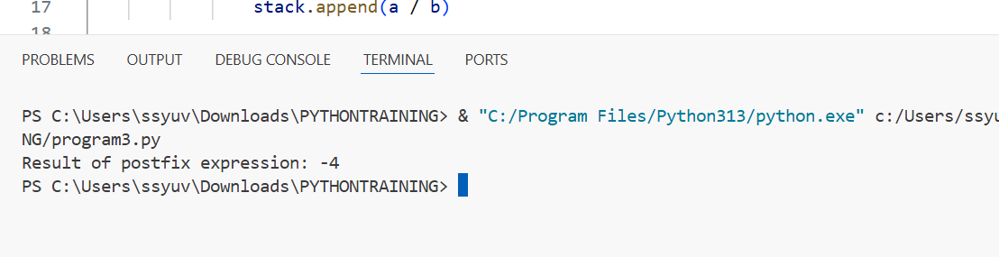 17 stack.append(a / b)
18
PROBLEMS OUTPUT DEBUG CONSOLE TERMINAL PORTS
PS C:\Users\ssyuv\Downloads\PYTHONTRAINING> & "C:/Program Files/Python313/python.exe" c:/Users/ssyu
NG/program3.py
Result of postfix expression: -4
PS C:\Users\ssyuv\Downloads\PYTHONTRAINING>